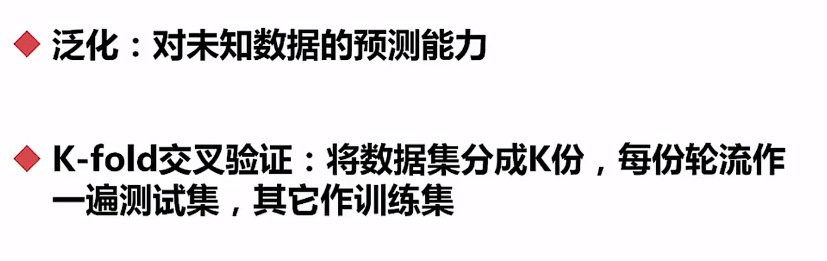 泛化：对未知数据的预测能力
K-fold交叉验证：将数据集分成K份，每份轮流作
一遍测试集，其它作训练集